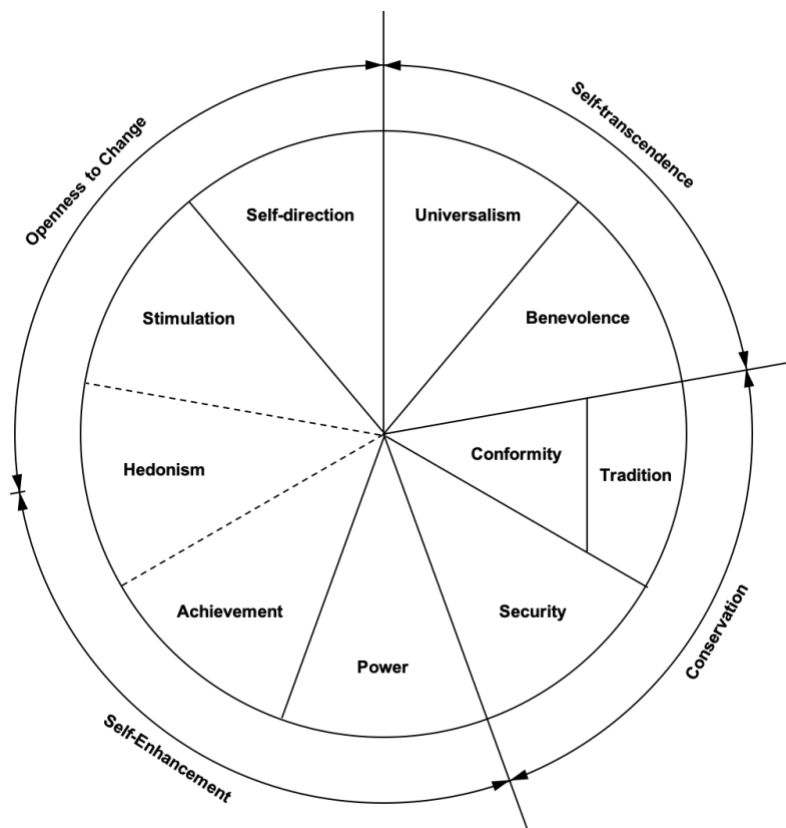 Openness to Change
Self-transcendence
Self-direction
Universalism
Stimulation
Benevolence
Hedonism
Conformity
Tradition
Achievement
Security
Power
Conservation
Self-Enhancement